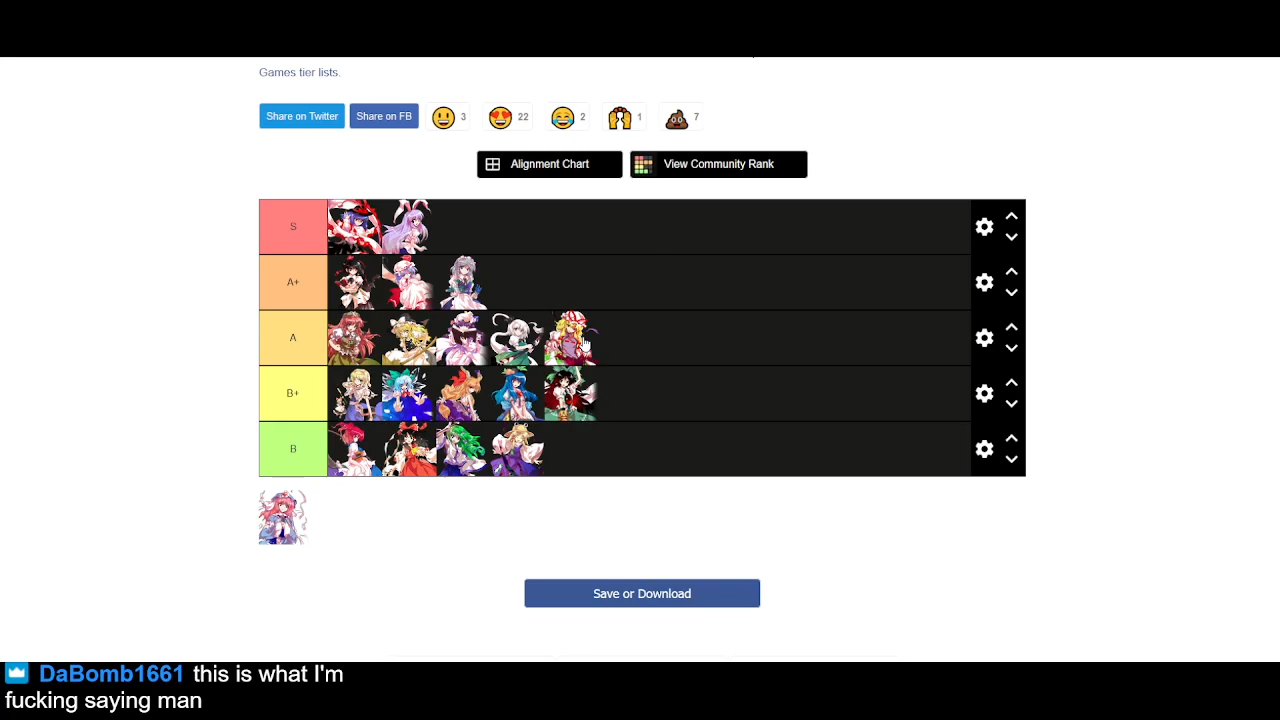 Games tier lists.
Share on Twitter
Share on FB
3
22
2
1
7
Alignment Chart
View Community Rank
S
A+
A
B+
B
Save or Download
DaBomb1661 this is what I'm
fucking saying man